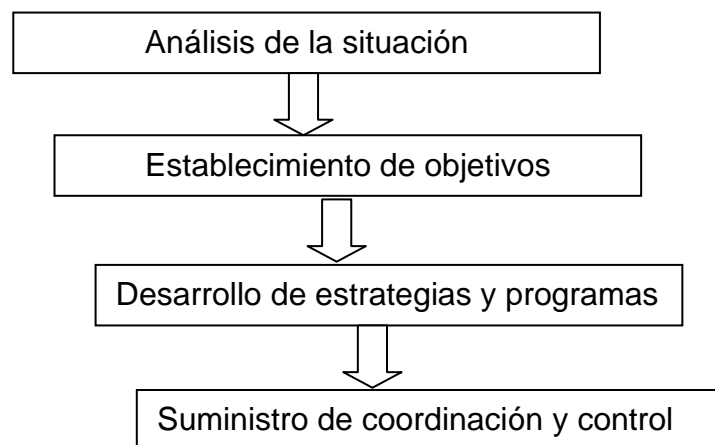 Análisis de la situación
Establecimiento de objetivos
Desarrollo de estrategias y programas
Suministro de coordinación y control